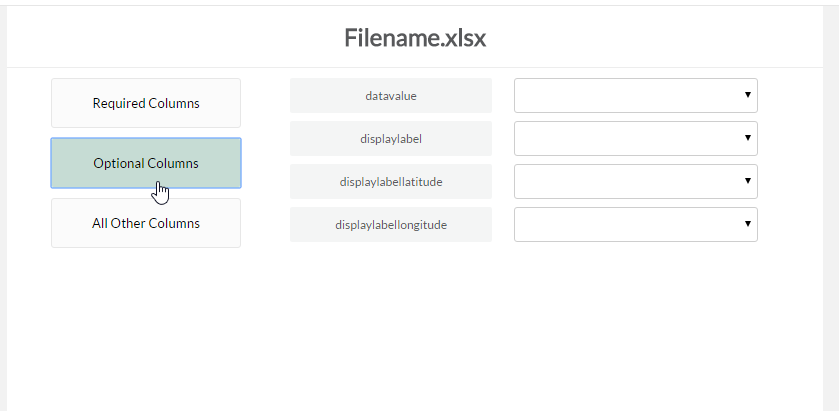 Filename.xlsx
Required Columns
Optional Columns
All Other Columns
datavalue
displaylabel
displaylabellatitude
displaylabellongitude